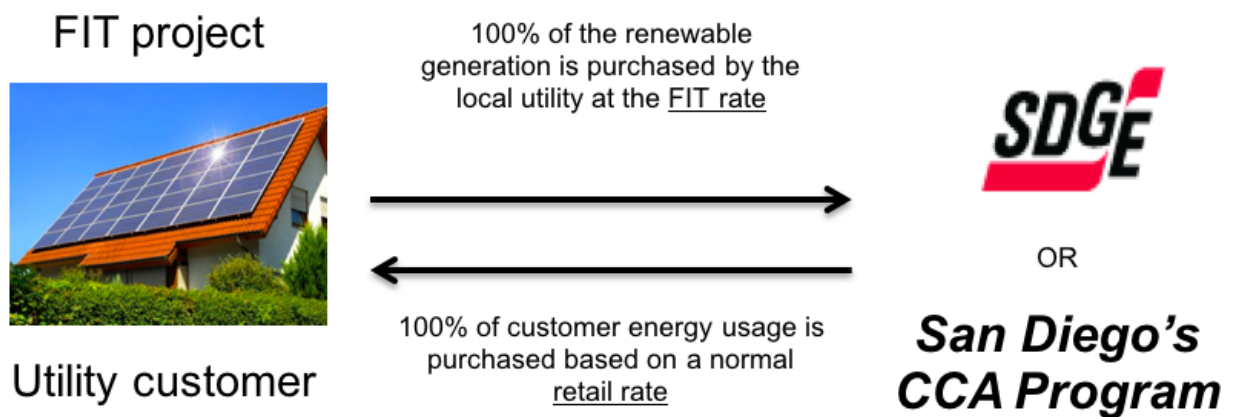 FIT project
100% of the renewable
generation is purchased by the
local utility at the FIT rate
SDGE
OR
100% of customer energy usage is
purchased based on a normal
retail rate
Utility customer
San Diego's
CCA Program